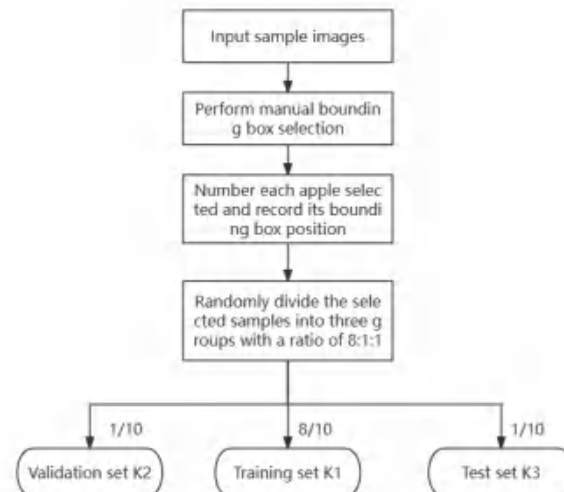 Input sample images
Perform manual boundin
g box selection
Number each apple selec
ted and record its boundi
ng box position
Randomly divide the sele
cted samples into three g
roups with a ratio of 8:1:1
1/10
8/10
1/10
Validation set K2
Training set K1
Test set K3